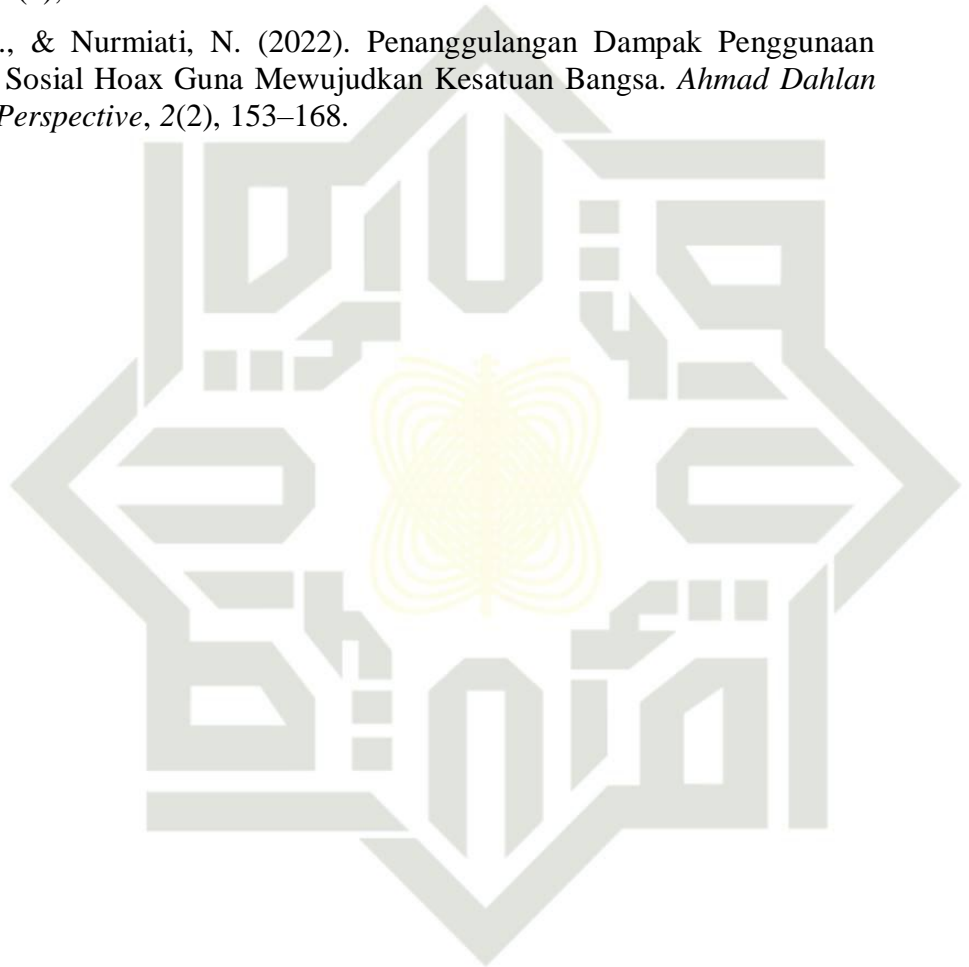 ., & Nurmiati, N. (2022). Penanggulangan Dampak Penggunaan
Sosial Hoax Guna Mewujudkan Kesatuan Bangsa. Ahmad Dahlan
Perspective, 2(2), 153–168.